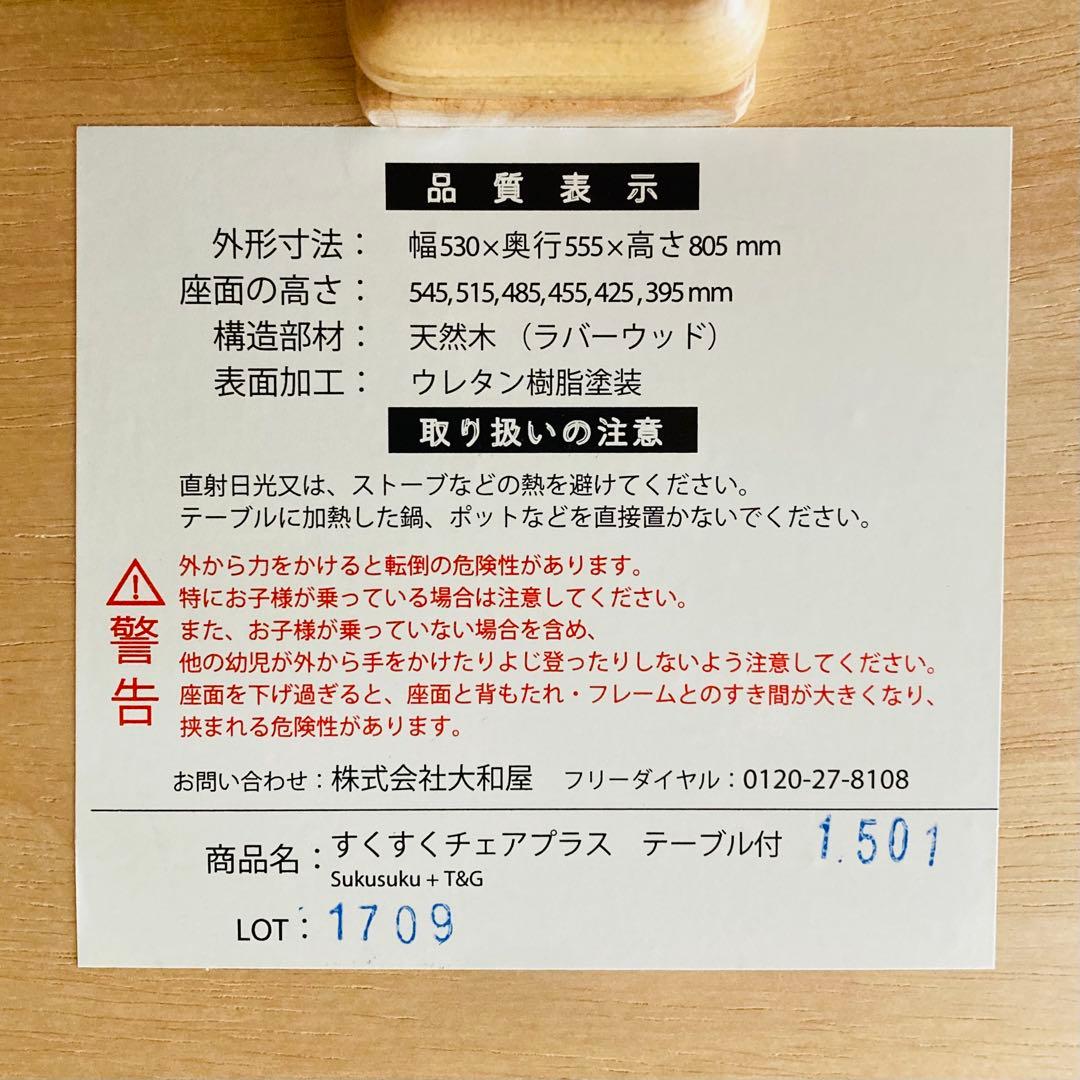 品質表示
外形寸法： 幅530×奥行555×高さ805 mm
座面の高さ： 545,515,485,455,425,395mm
構造部材： 天然木 （ラバーウッド）
表面加工： ウレタン樹脂塗装
取り扱いの注意
直射日光又は、ストーブなどの熱を避けてください。
テーブルに加熱した鍋、ポットなどを直接置かないでください。
警告
外から力をかけると転倒の危険性があります。
特にお子様が乗っている場合は注意してください。
また、お子様が乗っていない場合を含め、
他の幼児が外から手をかけたりよじ登ったりしないよう注意してください。
座面を下げ過ぎると、座面と背もたれ・フレームとのすき間が大きくなり、
挟まれる危険性があります。
お問い合わせ：株式会社大和屋 フリーダイヤル：0120-27-8108
商品名：すくすくチェアプラス テーブル付 1.501
Sukusuku + T&G
LOT：1709